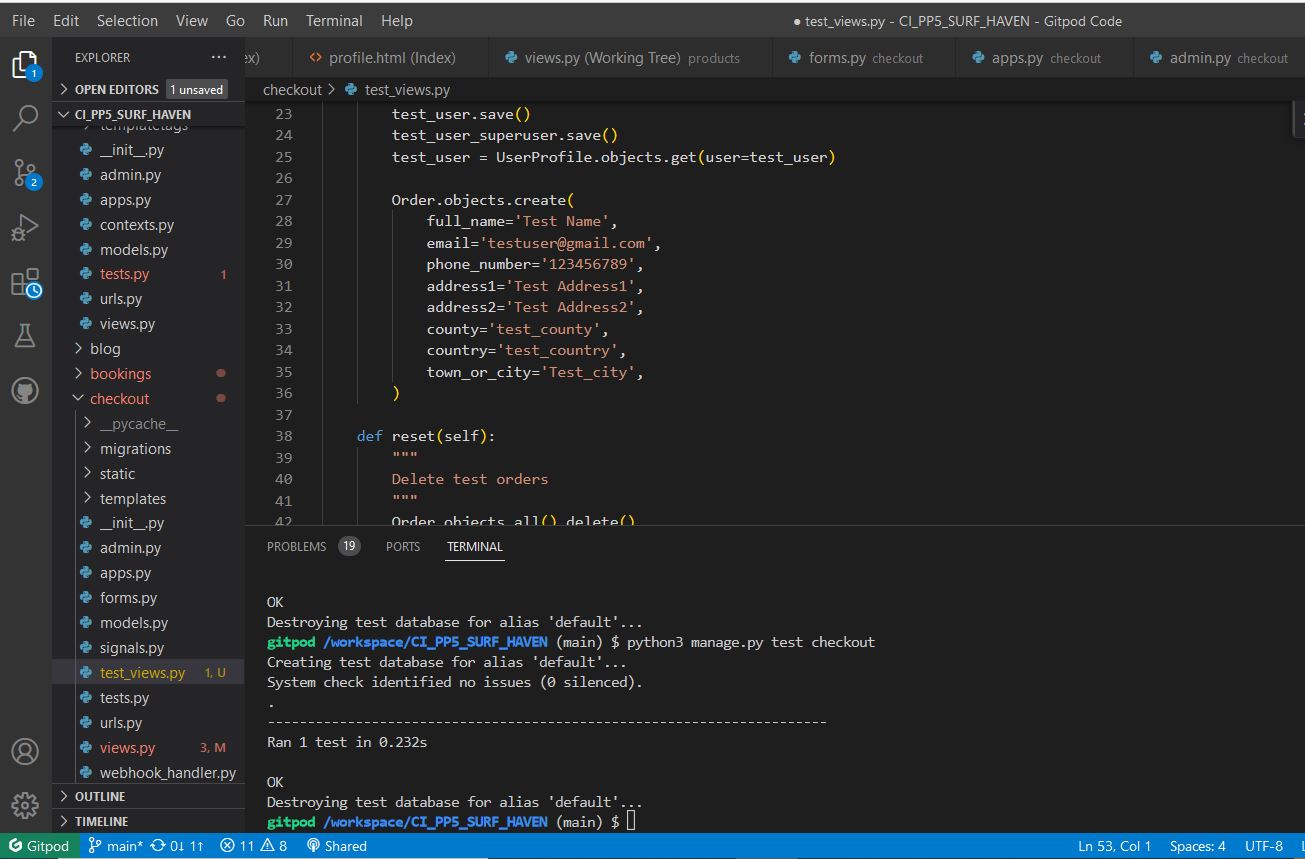 File Edit Selection View Go Run Terminal Help
● test_views.py - CI_PP5_SURF_HAVEN - Gitpod Code
1
2
EXPLORER ...
OPEN EDITORS 1 unsaved
CI_PP5_SURF_HAVEN
templatetags
__init__.py
admin.py
apps.py
contexts.py
models.py
tests.py 1
urls.py
views.py
blog
bookings
checkout
__pycache__
migrations
static
templates
__init__.py
admin.py
apps.py
forms.py
models.py
signals.py
test_views.py 1, U
tests.py
urls.py
views.py 3, M
webhook_handler.py
OUTLINE
TIMELINE
ex) <> profile.html (Index) views.py (Working Tree) products forms.py checkout apps.py checkout admin.py checkout
checkout > test_views.py
23 test_user.save()
24 test_user_superuser.save()
25 test_user = UserProfile.objects.get(user=test_user)
26
27 Order.objects.create(
28 full_name='Test Name',
29 email='testuser@gmail.com',
30 phone_number='123456789',
31 address1='Test Address1',
32 address2='Test Address2',
33 county='test_county',
34 country='test_country',
35 town_or_city='Test_city',
36 )
37
38 def reset(self):
39 """
40 Delete test orders
41 """
42 Order.objects.all().delete()
PROBLEMS 19 PORTS TERMINAL
OK
Destroying test database for alias 'default'...
gitpod /workspace/CI_PP5_SURF_HAVEN (main) $ python3 manage.py test checkout
Creating test database for alias 'default'...
System check identified no issues (0 silenced).
.
----------------------------------------------------------------------
Ran 1 test in 0.232s
OK
Destroying test database for alias 'default'...
gitpod /workspace/CI_PP5_SURF_HAVEN (main) $
Gitpod main* 0↓ 1↑ 11 8 Shared Ln 53, Col 1 Spaces: 4 UTF-8